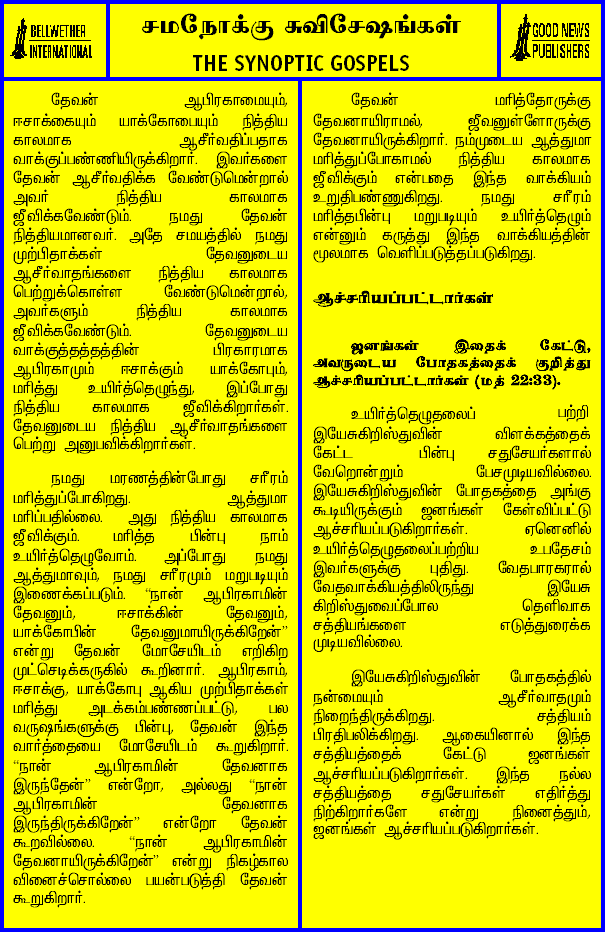 BELLWETHER
INTERNATIONAL
சமநோக்கு சுவிசேஷங்கள்
THE SYNOPTIC GOSPELS
GOOD NEWS
PUBLISHERS
தேவன் ஆபிரகாமையும்,
ஈசாக்கையும் யாக்கோபையும் நித்திய
காலமாக ஆசீர்வதிப்பதாக
வாக்குப்பண்ணியிருக்கிறார். இவர்களை
தேவன் ஆசீர்வதிக்க வேண்டுமென்றால்
அவர் நித்திய காலமாக
ஜீவிக்கவேண்டும். நமது தேவன்
நித்தியமானவர். அதே சமயத்தில் நமது
முற்பிதாக்கள் தேவனுடைய
ஆசீர்வாதங்களை நித்திய காலமாக
பெற்றுக்கொள்ள வேண்டுமென்றால்,
அவர்களும் நித்திய காலமாக
ஜீவிக்கவேண்டும். தேவனுடைய
வாக்குத்தத்தத்தின் பிரகாரமாக
ஆபிரகாமும் ஈசாக்கும் யாக்கோபும்,
மரித்து உயிர்த்தெழுந்து, இப்போது
நித்திய காலமாக ஜீவிக்கிறார்கள்.
தேவனுடைய நித்திய ஆசீர்வாதங்களை
பெற்று அனுபவிக்கிறார்கள்.
நமது மரணத்தின்போது சரீரம்
மரித்துப்போகிறது. ஆத்துமா
மரிப்பதில்லை. அது நித்திய காலமாக
ஜீவிக்கும். மரித்த பின்பு நாம்
உயிர்த்தெழுவோம். அப்போது நமது
ஆத்துமாவும், நமது சரீரமும் மறுபடியும்
இணைக்கப்படும். “நான் ஆபிரகாமின்
தேவனும், ஈசாக்கின் தேவனும்,
யாக்கோபின் தேவனுமாயிருக்கிறேன்”
என்று தேவன் மோசேயிடம் எறிகிற
முட்செடிக்கருகில் கூறினார். ஆபிரகாம்,
ஈசாக்கு, யாக்கோபு ஆகிய முற்பிதாக்கள்
மரித்து அடக்கம்பண்ணப்பட்டு, பல
வருஷங்களுக்கு பின்பு, தேவன் இந்த
வார்த்தையை மோசேயிடம் கூறுகிறார்.
“நான் ஆபிரகாமின் தேவனாக
இருந்தேன்” என்றோ, அல்லது “நான்
ஆபிரகாமின் தேவனாக
இருந்திருக்கிறேன்” என்றோ தேவன்
கூறவில்லை. “நான் ஆபிரகாமின்
தேவனாயிருக்கிறேன்” என்று நிகழ்கால
வினைச்சொல்லை பயன்படுத்தி தேவன்
கூறுகிறார்.
தேவன் மரித்தோருக்கு
தேவனாயிராமல், ஜீவனுள்ளோருக்கு
தேவனாயிருக்கிறார். நம்முடைய ஆத்துமா
மரித்துப்போகாமல் நித்திய காலமாக
ஜீவிக்கும் என்பதை இந்த வாக்கியம்
உறுதிபண்ணுகிறது. நமது சரீரம்
மரித்தபின்பு மறுபடியும் உயிர்த்தெழும்
என்னும் கருத்து இந்த வாக்கியத்தின்
மூலமாக வெளிப்படுத்தப்படுகிறது.
ஆச்சரியப்பட்டார்கள்
ஜனங்கள் இதைக் கேட்டு,
அவருடைய போதகத்தைக் குறித்து
ஆச்சரியப்பட்டார்கள் (மத் 22:33).
உயிர்த்தெழுதலைப் பற்றி
இயேசுகிறிஸ்துவின் விளக்கத்தைக்
கேட்ட பின்பு சதுசேயர்களால்
வேறொன்றும் பேசமுடியவில்லை.
இயேசுகிறிஸ்துவின் போதகத்தை அங்கு
கூடியிருக்கும் ஜனங்கள் கேள்விப்பட்டு
ஆச்சரியப்படுகிறார்கள். ஏனெனில்
உயிர்த்தெழுதலைப்பற்றிய உபதேசம்
இவர்களுக்கு புதிது. வேதபாரகரால்
வேதவாக்கியத்திலிருந்து இயேசு
கிறிஸ்துவைப்போல தெளிவாக
சத்தியங்களை எடுத்துரைக்க
முடியவில்லை.
இயேசுகிறிஸ்துவின் போதகத்தில்
நன்மையும் ஆசீர்வாதமும்
நிறைந்திருக்கிறது. சத்தியம்
பிரதிபலிக்கிறது. ஆகையினால் இந்த
சத்தியத்தைக் கேட்டு ஜனங்கள்
ஆச்சரியப்படுகிறார்கள். இந்த நல்ல
சத்தியத்தை சதுசேயர்கள் எதிர்த்து
நிற்கிறார்களே என்று நினைத்தும்,
ஜனங்கள் ஆச்சரியப்படுகிறார்கள்.